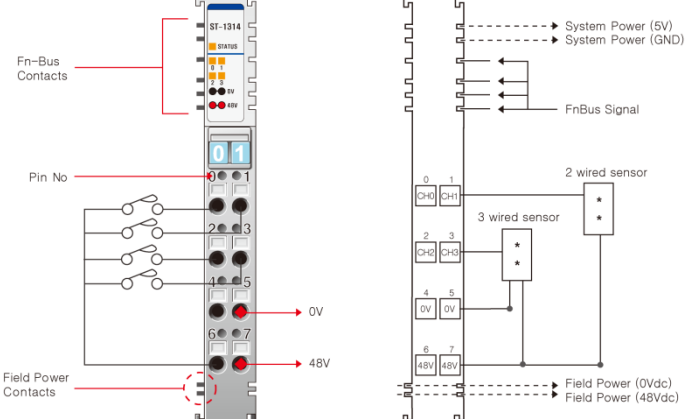 ST-1314
STATUS
0 1
2 3
0V
48V
Fn-Bus
Contacts
01
Pin No
0 1
2 3
4 5
0V
6 7
48V
Field Power
Contacts
System Power (5V)
System Power (GND)
FnBus Signal
2 wired sensor
0 1
CH0 CH1
*
*
3 wired sensor
2 3
CH2 CH3
*
*
4 5
0V 0V
6 7
48V 48V
Field Power (0Vdc)
Field Power (48Vdc)